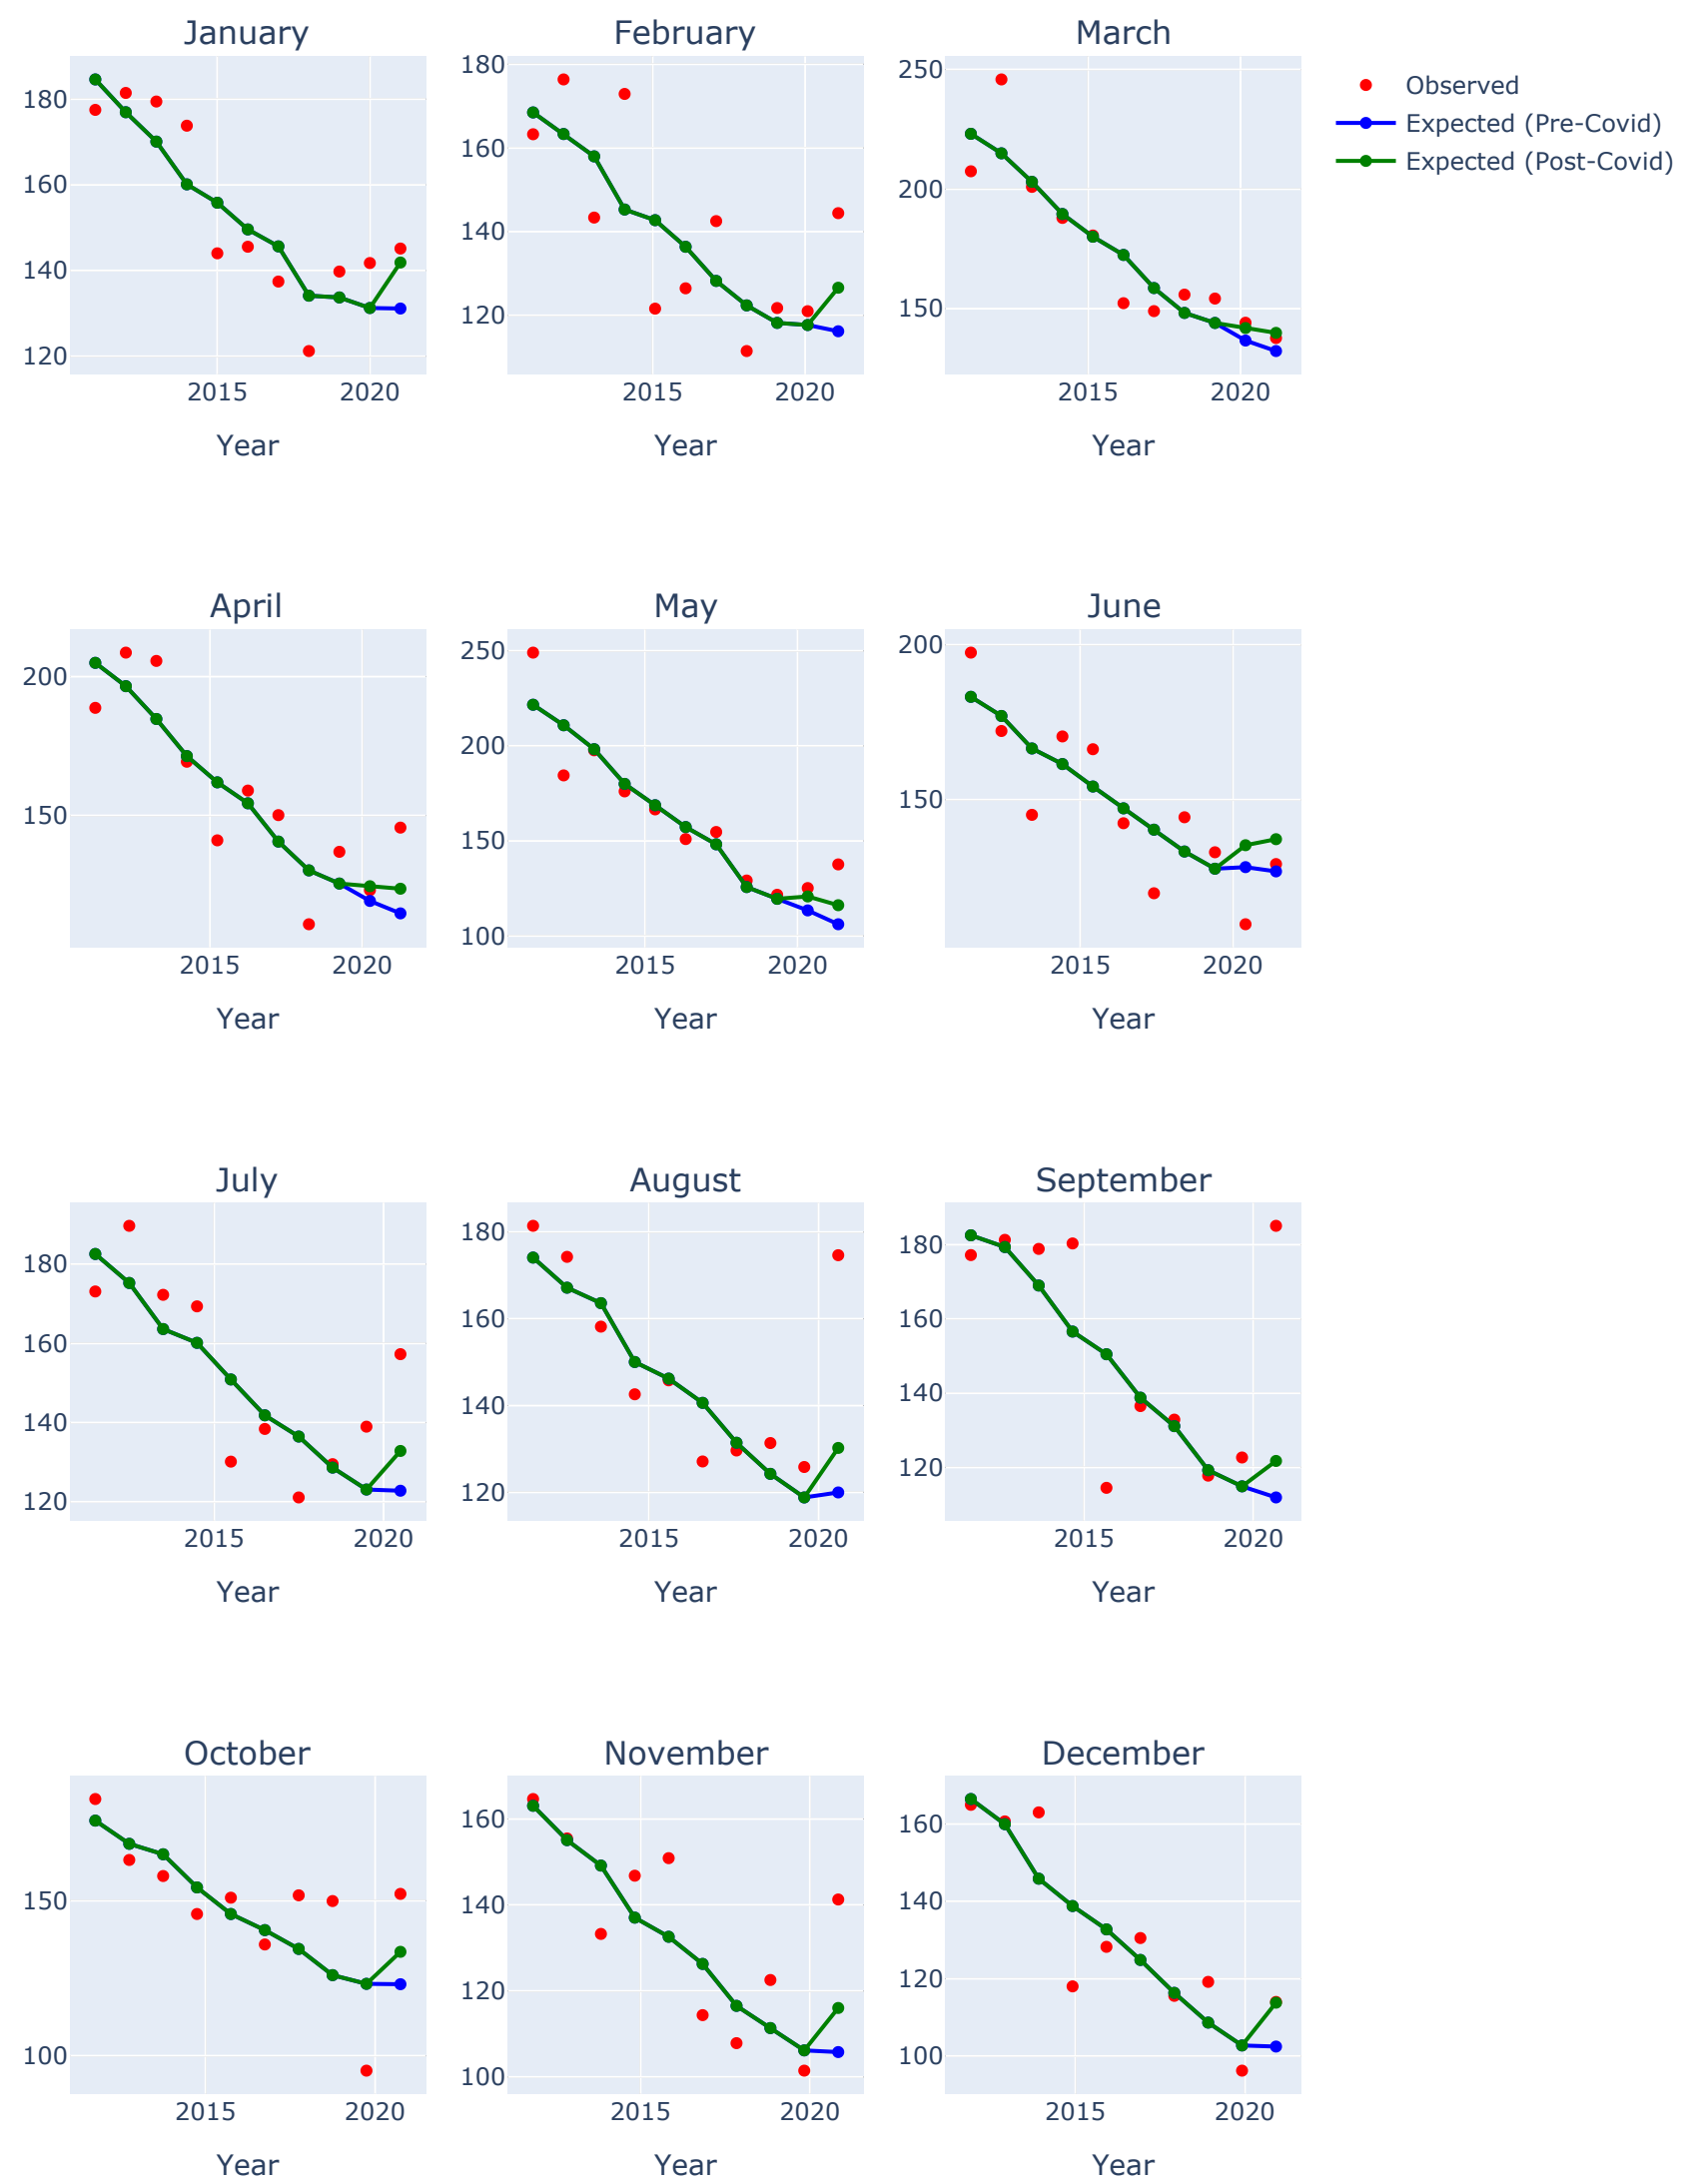 January
February
March
180
160
140
120
2015
2020
Year
180
160
140
120
2015
2020
Year
250
200
150
2015
2020
Year
Observed
Expected (Pre-Covid)
Expected (Post-Covid)
April
May
June
200
150
2015
2020
Year
250
200
150
100
2015
2020
Year
200
150
2015
2020
Year
July
August
September
180
160
140
120
2015
2020
Year
180
160
140
120
2015
2020
Year
180
160
140
120
2015
2020
Year
October
November
December
150
100
2015
2020
Year
160
140
120
100
2015
2020
Year
160
140
120
100
2015
2020
Year